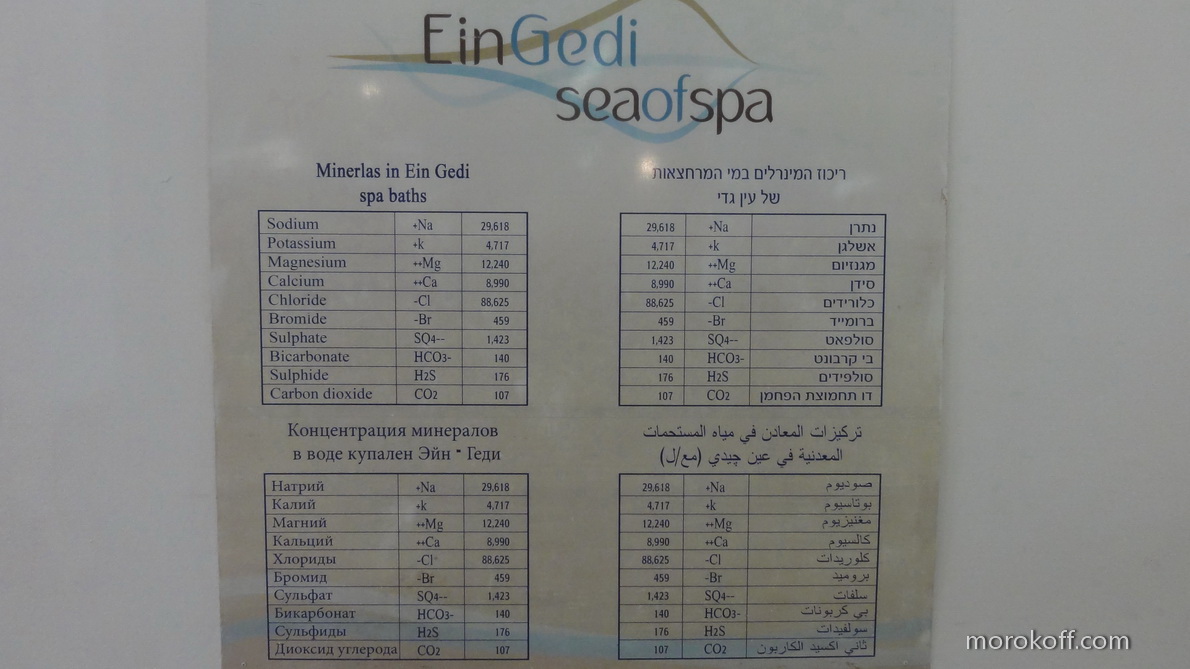 EinGedi
seaofspa
Minerlas in Ein Gedi
spa baths
Sodium +Na 29,618
Potassium +k 4,717
Magnesium ++Mg 12,240
Calcium ++Ca 8,990
Chloride -Cl 88,625
Bromide -Br 459
Sulphate SQ4-- 1,423
Bicarbonate HCO3- 140
Sulphide H2S 176
Carbon dioxide CO2 107
ריכוז המינרלים במי המרחצאות
של עין גדי
נתרן +Na 29,618
אשלגן +k 4,717
מגנזיום ++Mg 12,240
סידן ++Ca 8,990
כלורידים -Cl 88,625
ברומייד -Br 459
סולפאט SQ4-- 1,423
בי קרבונט HCO3- 140
סולפידים H2S 176
דו תחמוצת הפחמן CO2 107
Концентрация минералов
в воде купален Эйн - Геди
Натрий +Na 29,618
Калий +k 4,717
Магний ++Mg 12,240
Кальций ++Ca 8,990
Хлориды -Cl 88,625
Бромид -Br 459
Сульфат SQ4-- 1,423
Бикарбонат HCO3- 140
Сульфиды H2S 176
Диоксид углерода CO2 107
تركيزات المعادن في مياه المستحمات
المعدنية في عين چيدي (مع/ل)
صوديوم +Na 29,618
بوتاسيوم +k 4,717
مغنيزيوم ++Mg 12,240
كالسيوم ++Ca 8,990
كلوريدات -Cl 88,625
بروميد -Br 459
سلفات SQ4-- 1,423
بي كربونات HCO3- 140
سولفيدات H2S 176
ثاني اكسيد الكاربون CO2 107
morokoff.com